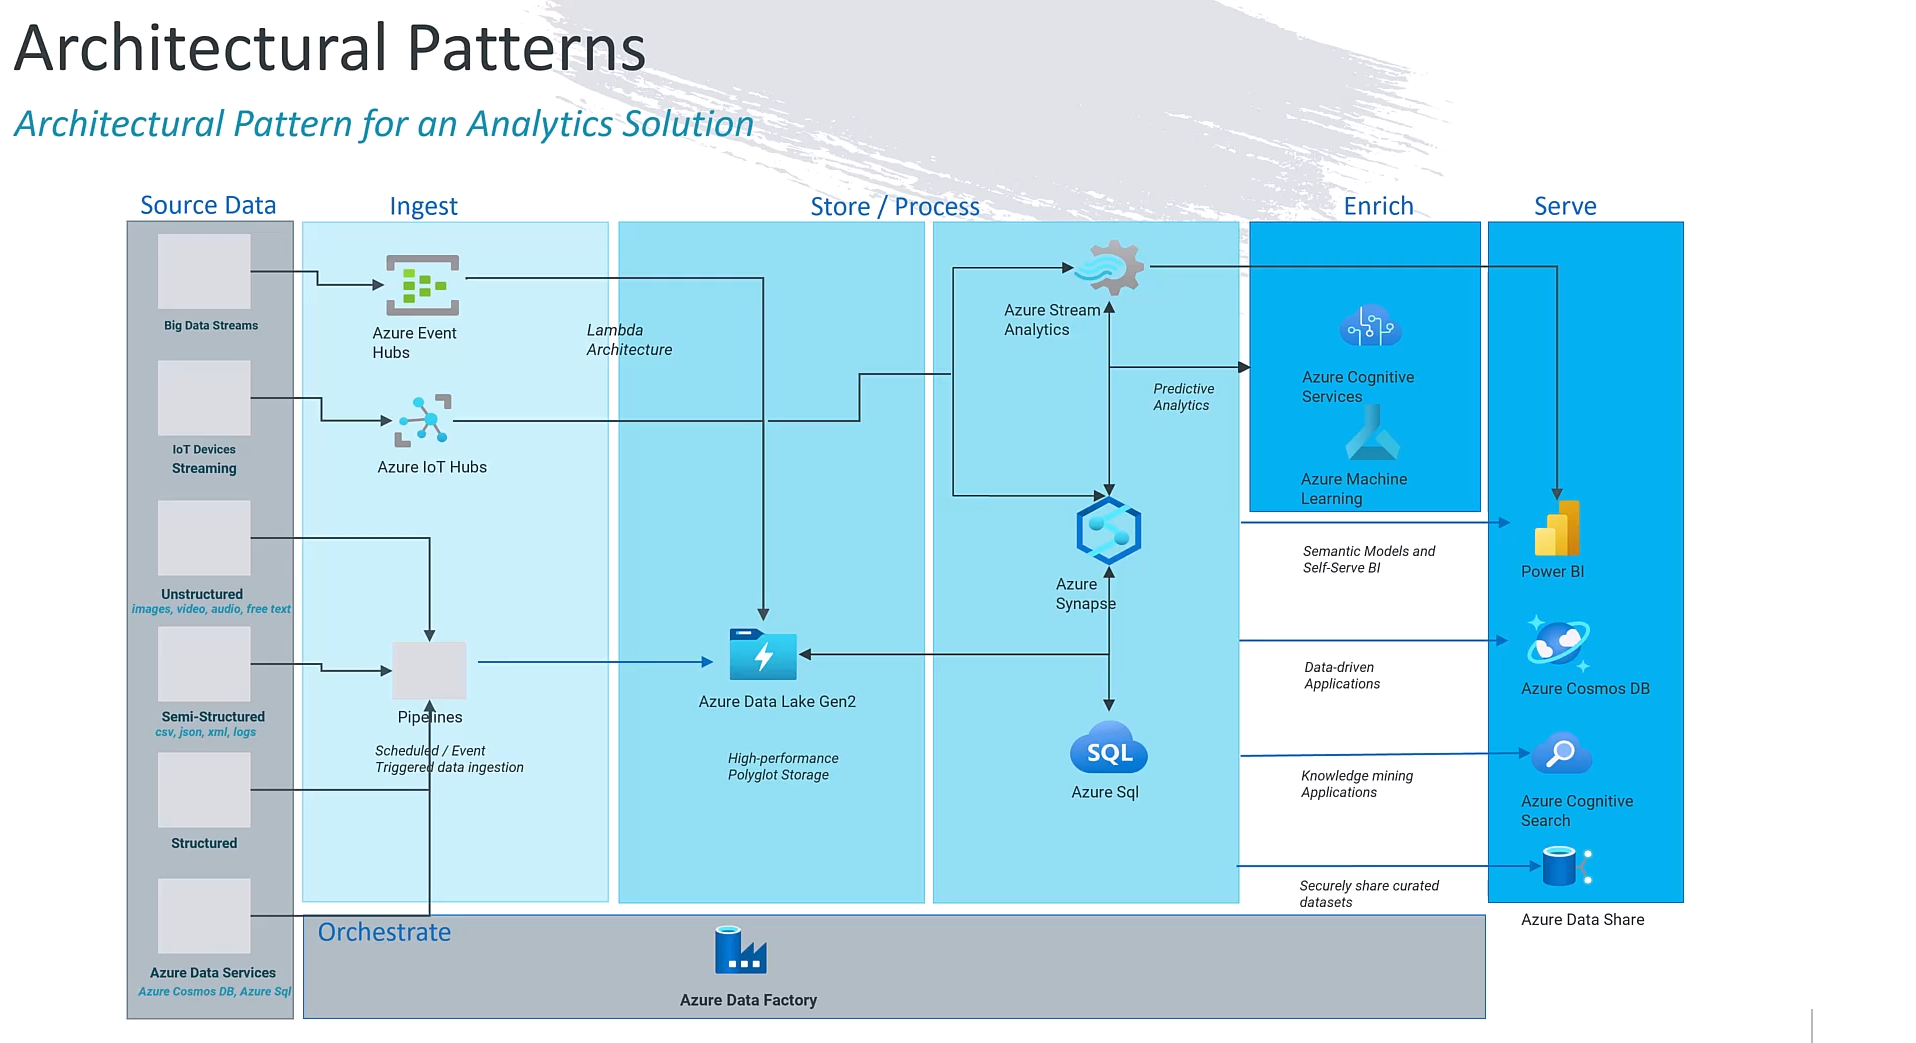 Architectural Patterns
Architectural Pattern for an Analytics Solution
Source Data
Ingest
Store / Process
Enrich
Serve
Big Data Streams
IoT Devices
Streaming
Unstructured
images, video, audio, free text
Semi-Structured
csv, json, xml, logs
Structured
Azure Data Services
Azure Cosmos DB, Azure Sql
Azure Event
Hubs
Azure IoT Hubs
Pipelines
Scheduled / Event
Triggered data ingestion
Lambda
Architecture
Azure Data Lake Gen2
High-performance
Polyglot Storage
Azure Stream
Analytics
Predictive
Analytics
Azure
Synapse
SQL
Azure Sql
Azure Cognitive
Services
Azure Machine
Learning
Semantic Models and
Self-Serve BI
Data-driven
Applications
Knowledge mining
Applications
Securely share curated
datasets
Power BI
Azure Cosmos DB
Azure Cognitive
Search
Azure Data Share
Orchestrate
Azure Data Factory